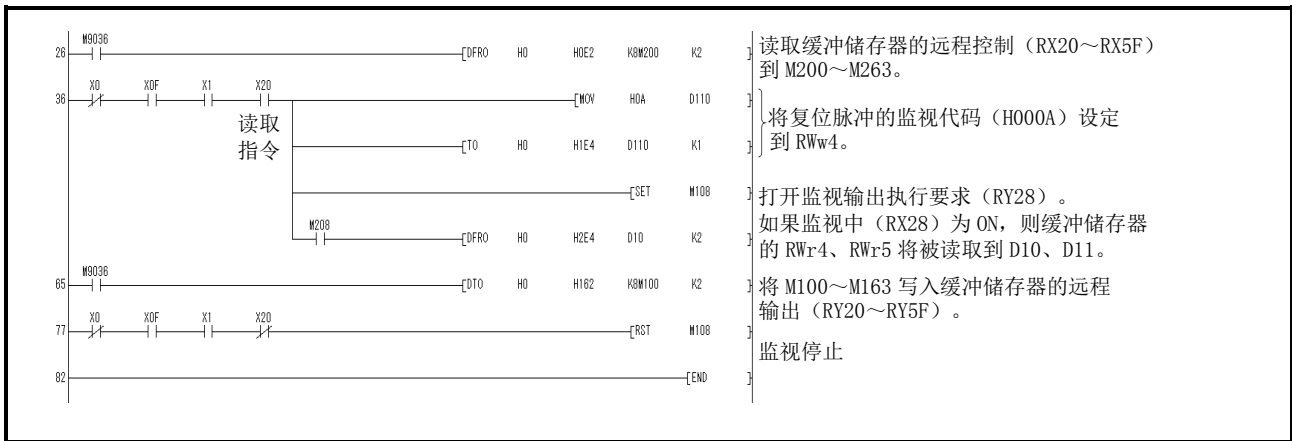 M9036
26 [DFRO H0 H0E2 K8M200 K2 ] 读取缓冲储存器的远程控制（RX20～RX5F）
到 M200～M263。
X0 X0F X1 X20
36 [MOV H0A D110 ]
读取
指令
将复位脉冲的监视代码（H000A）设定
到 RWw4。
[TO H0 H1E4 D110 K1 ]
[SET M108 ] 打开监视输出执行要求（RY28）。
M208
[DFRO H0 H2E4 D10 K2 ] 如果监视中（RX28）为 ON，则缓冲储存器
的 RWr4、RWr5 将被读取到 D10、D11。
M9036
65 [DTO H0 H162 K8M100 K2 ] 将 M100～M163 写入缓冲储存器的远程
输出（RY20～RY5F）。
X0 X0F X1 X20
77 [RST M108 ]
监视停止
82 [END ]